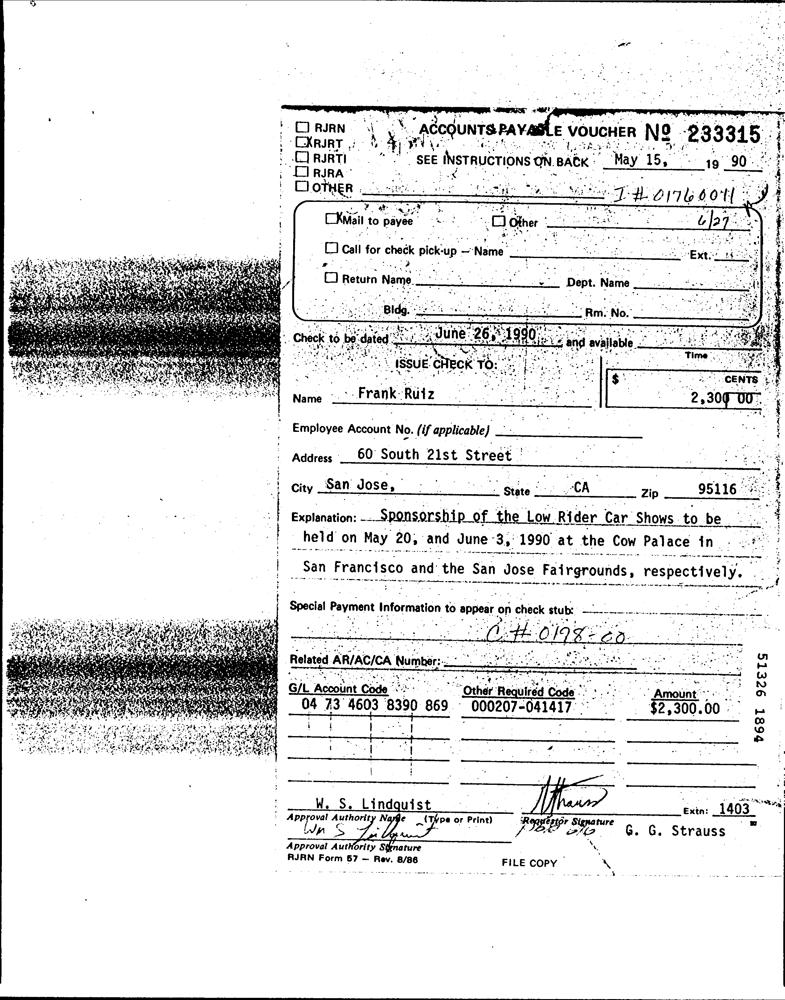 RJRN
ACCOUNTS PAYABLE VOUCHER Nº 233315
X RJRT
RJRTI
SEE INSTRUCTIONS ON BACK May 15, 19 90
RJRA
OTHER
I # 01760041
X Mail to payee Other 6/27
Call for check pick-up — Name Ext.
Return Name Dept. Name
Bldg. Rm. No.
Check to be dated June 26, 1990 and available
Time
ISSUE CHECK TO:
$ CENTS
Name Frank Ruiz 2,300 00
Employee Account No. (if applicable)
Address 60 South 21st Street
City San Jose, State CA Zip 95116
Explanation: Sponsorship of the Low Rider Car Shows to be
held on May 20, and June 3, 1990 at the Cow Palace in
San Francisco and the San Jose Fairgrounds, respectively.
Special Payment Information to appear on check stub:
C # 0198-00
Related AR/AC/CA Number:
G/L Account Code Other Required Code Amount
04 73 4603 8390 869 000207-041417 $2,300.00
51326 1894
W. S. Lindquist Extn: 1403
Approval Authority Name (Type or Print) Requestor Signature
Wm S Lindquist G. G. Strauss
Approval Authority Signature
RJRN Form 57 — Rev. 8/86
FILE COPY